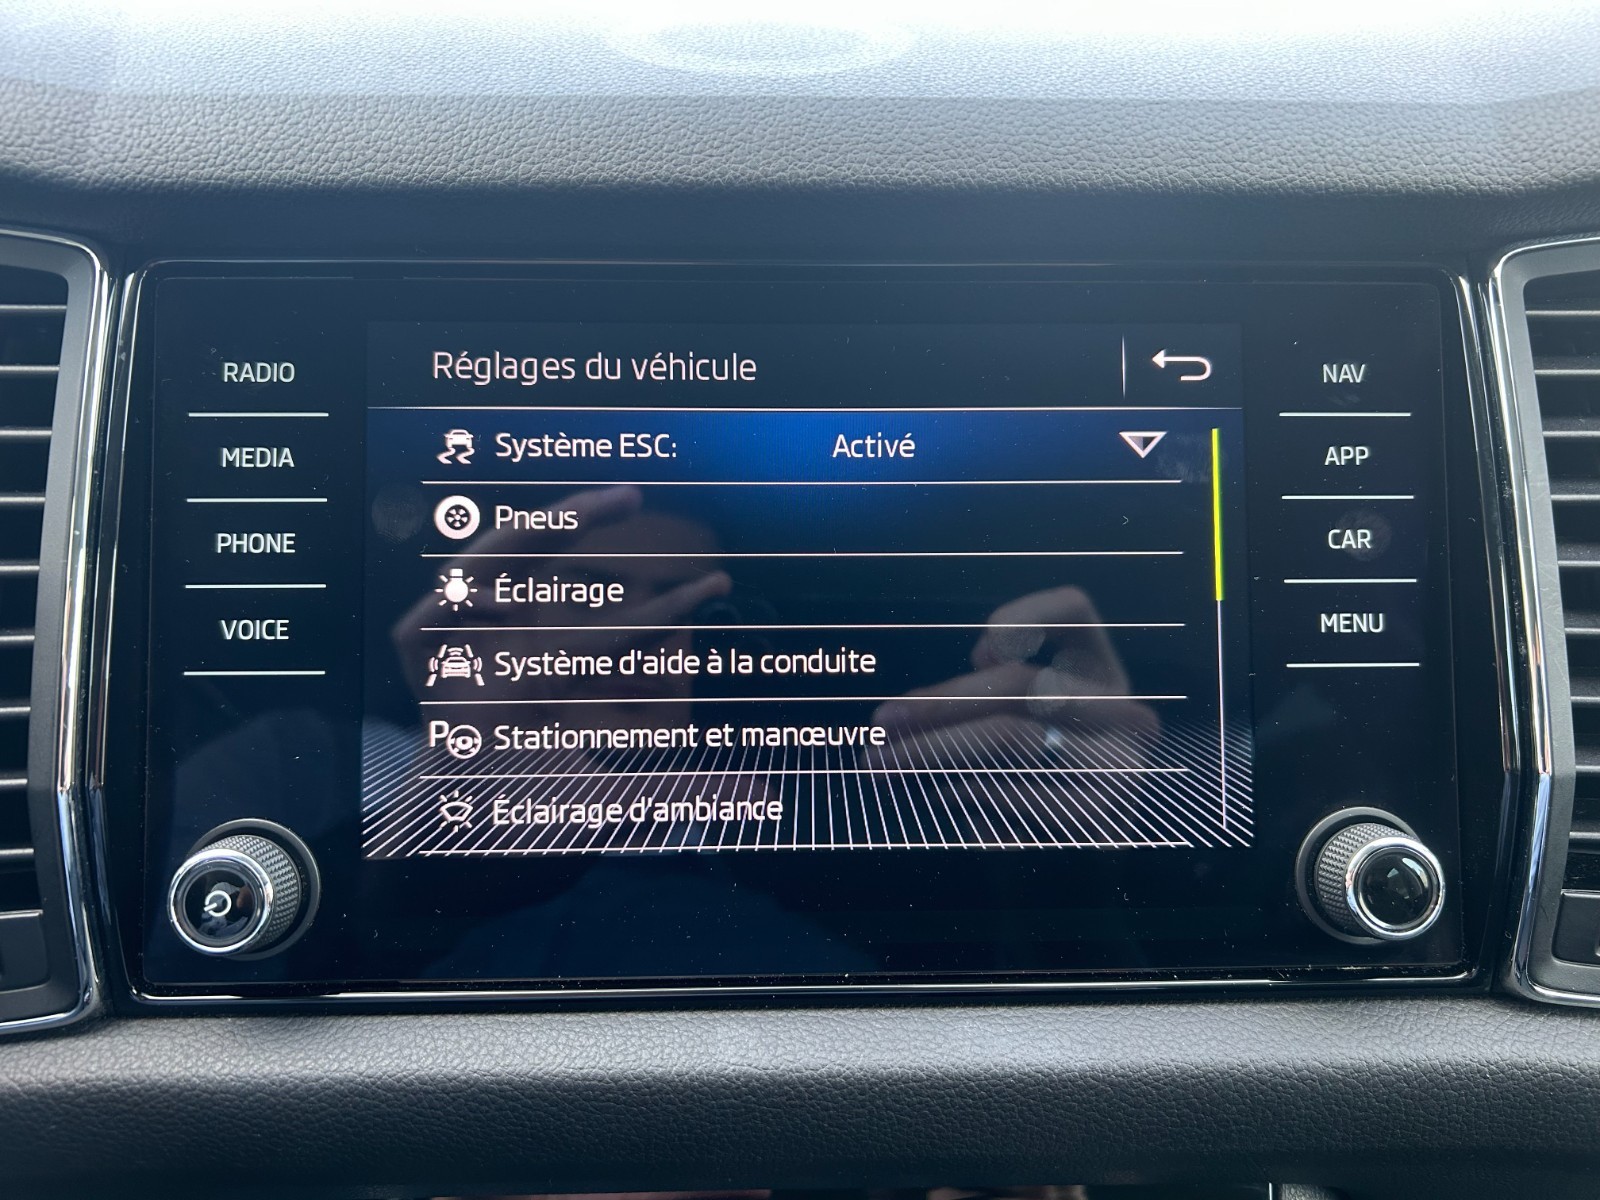 Réglages du véhicule
Système ESC: Activé
Pneus
Éclairage
Système d'aide à la conduite
P Stationnement et manœuvre
Éclairage d'ambiance
RADIO
MEDIA
PHONE
VOICE
NAV
APP
CAR
MENU